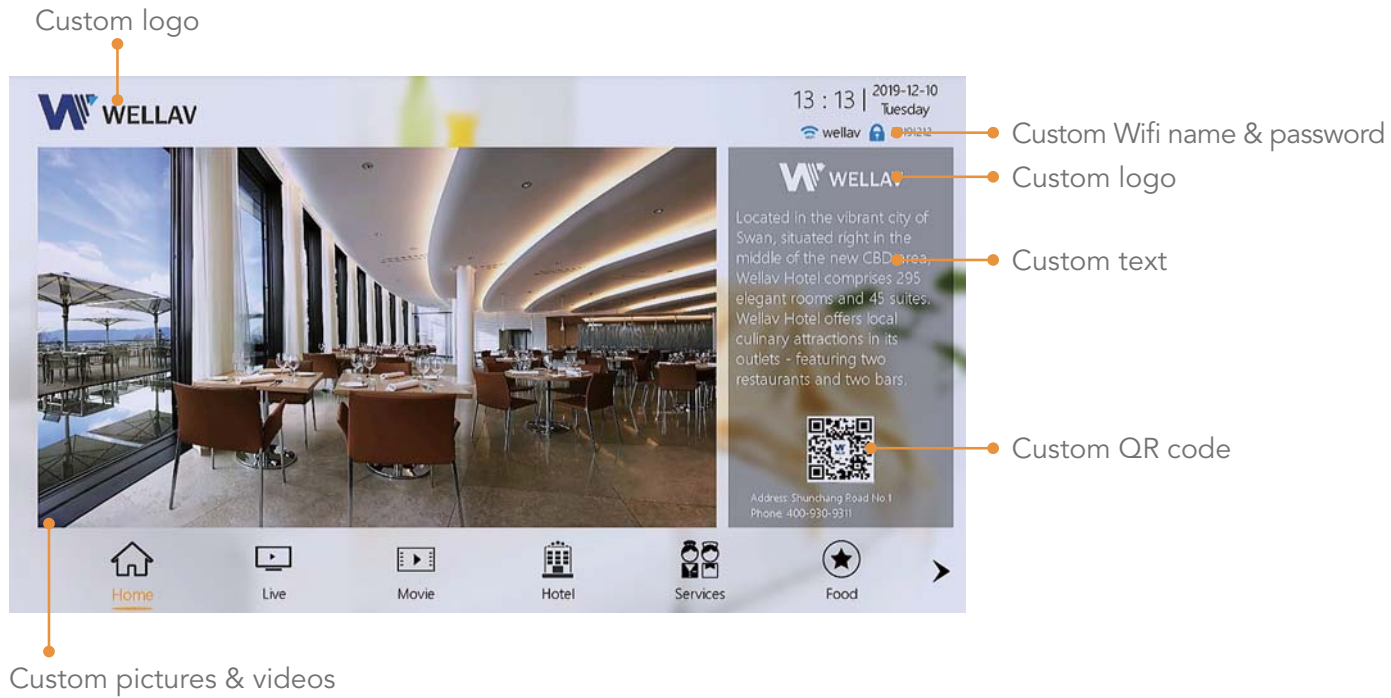 Custom logo
WELLAV
13 : 13 | 2019-12-10
Tuesday
wellav 20191212
Custom Wifi name & password
WELLAV
Custom logo
Located in the vibrant city of
Swan, situated right in the
middle of the new CBD area,
Custom text
Wellav Hotel comprises 295
elegant rooms and 45 suites.
Wellav Hotel offers local
culinary attractions in its
outlets - featuring two
restaurants and two bars.
Custom QR code
Address: Shunchang Road No.1
Phone: 400-930-9311
Home
Live
Movie
Hotel
Services
Food
Custom pictures & videos